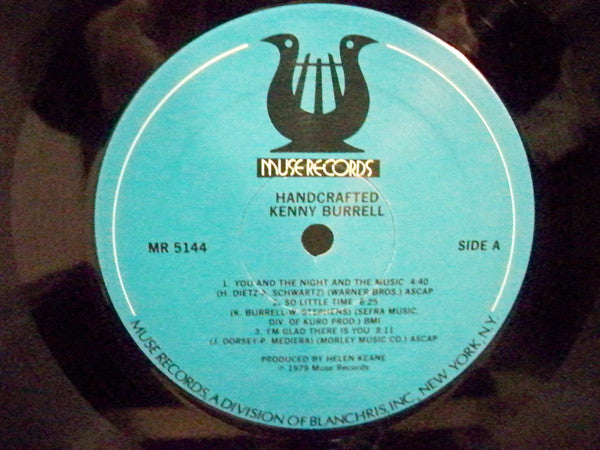 MUSE RECORDS
HANDCRAFTED
KENNY BURRELL
MR 5144
SIDE A
1. YOU AND THE NIGHT AND THE MUSIC 4:40
(H. DIETZ-A. SCHWARTZ) (WARNER BROS.) ASCAP
2. SO LITTLE TIME 6:25
(K. BURRELL-W. STEPHENS) (SEFRA MUSIC,
DIV. OF KURO PROD.) BMI
3. I'M GLAD THERE IS YOU 8:11
(J. DORSEY-P. MEDIERA) (MORLEY MUSIC CO.) ASCAP
PRODUCED BY HELEN KEANE
℗ 1979 Muse Records
MUSE RECORDS, A DIVISION OF BLANCHRIS, INC., NEW YORK, N.Y.